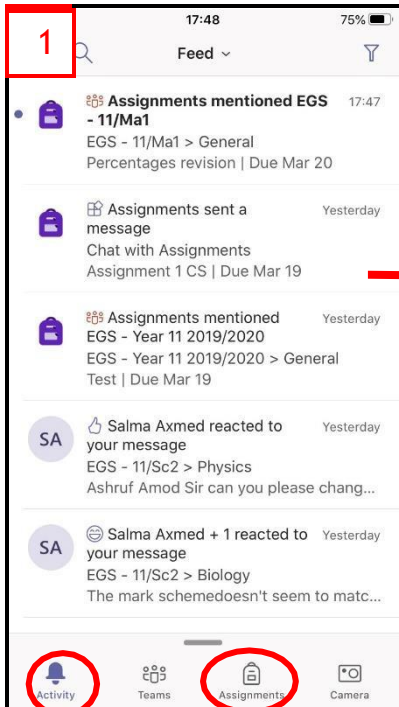 1
17:48
75%
Feed
Assignments mentioned EGS 17:47
- 11/Ma1
EGS - 11/Ma1 > General
Percentages revision | Due Mar 20
Assignments sent a Yesterday
message
Chat with Assignments
Assignment 1 CS | Due Mar 19
Assignments mentioned Yesterday
EGS - Year 11 2019/2020
EGS - Year 11 2019/2020 > General
Test | Due Mar 19
SA
Salma Axmed reacted to Yesterday
your message
EGS - 11/Sc2 > Physics
Ashruf Amod Sir can you please chang...
SA
Salma Axmed + 1 reacted to Yesterday
your message
EGS - 11/Sc2 > Biology
The mark schemedoesn't seem to matc...
Activity Teams Assignments Camera